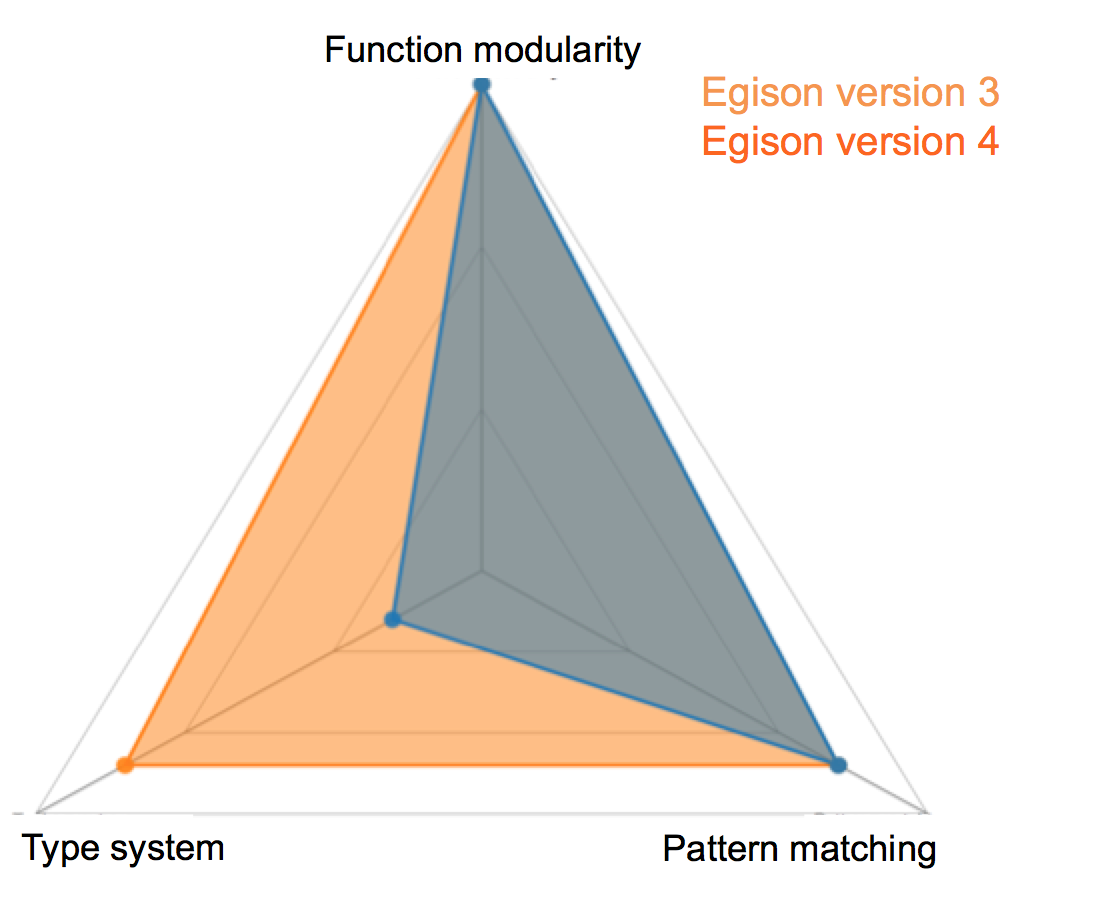 Function modularity
Egison version 3
Egison version 4
Type system
Pattern matching